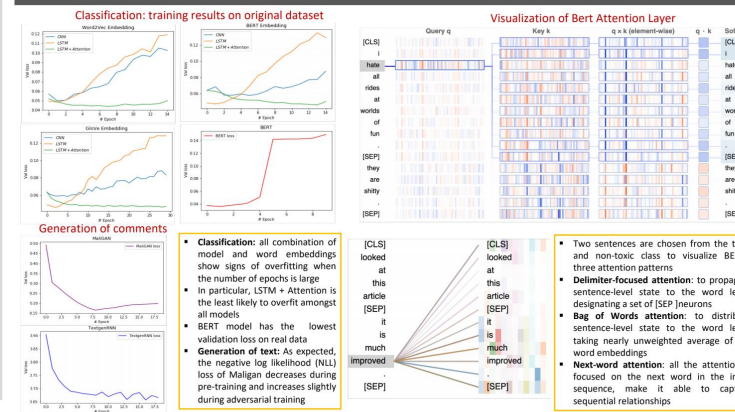 Classification: training results on original dataset
Word2Vec Embedding
CNN
LSTM
LSTM + Attention
Val loss
# Epoch
BERT Embedding
CNN
LSTM
LSTM + Attention
Val loss
# Epoch
Glove Embedding
CNN
LSTM
LSTM + Attention
Val loss
# Epoch
BERT
BERT loss
Val loss
# Epoch
Generation of comments
MaliGAN
MaliGAN loss
Val loss
# Epoch
TextgenRNN
TextgenRNN loss
Val loss
# Epoch
▪ Classification: all combination of
model and word embeddings
show signs of overfitting when
the number of epochs is large
▪ In particular, LSTM + Attention is
the least likely to overfit amongst
all models
▪ BERT model has the lowest
validation loss on real data
▪ Generation of text: As expected,
the negative log likelihood (NLL)
loss of Maligan decreases during
pre-training and increases slightly
during adversarial training
Visualization of Bert Attention Layer
Query q Key k q x k (element-wise) q · k
[CLS]
i
hate
all
rides
at
worlds
of
fun
.
[SEP]
they
are
shitty
.
[SEP]
[CLS] [CLS]
looked looked
at at
this this
article article
[SEP] [SEP]
it it
is is
much much
improved improved
. .
[SEP] [SEP]
▪ Two sentences are chosen from the
and non-toxic class to visualize
three attention patterns
▪ Delimiter-focused attention: to
sentence-level state to the word
designating a set of [SEP ]neurons
▪ Bag of Words attention: to
sentence-level state to the word
taking nearly unweighted average of
word embeddings
▪ Next-word attention: all the
focused on the next word in the
sequence, make it able to
sequential relationships